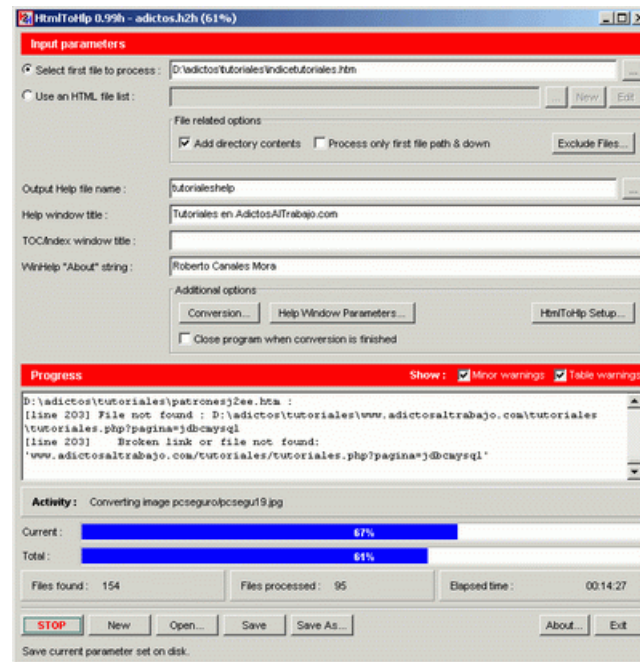 HtmlToHlp 0.99h - adictos.h2h (61%)
Input parameters
Select first file to process : D:\adictos\tutoriales\indicetutoriales.htm ...
Use an HTML file list : ... New Edit
File related options
Add directory contents Process only first file path & down Exclude Files...
Output Help file name : tutorialeshelp ...
Help window title : Tutoriales en AdictosAlTrabajo.com
TOC/Index window title :
WinHelp "About" string : Roberto Canales Mora
Additional options
Conversion... Help Window Parameters... HtmlToHlp Setup...
Close program when conversion is finished
Progress Show : Minor warnings Table warnings
D:\adictos\tutoriales\patronesj2ee.htm :
[line 203] File not found : D:\adictos\tutoriales\www.adictosaltrabajo.com\tutoriales
\tutoriales.php?pagina=jdbcmysql
[line 203] Broken link or file not found:
'www.adictosaltrabajo.com/tutoriales/tutoriales.php?pagina=jdbcmysql'
Activity : Converting image pcseguro/pcsegu19.jpg
Current : 67%
Total : 61%
Files found : 154 Files processed : 95 Elapsed time : 00:14:27
STOP New Open... Save Save As... About... Exit
Save current parameter set on disk.